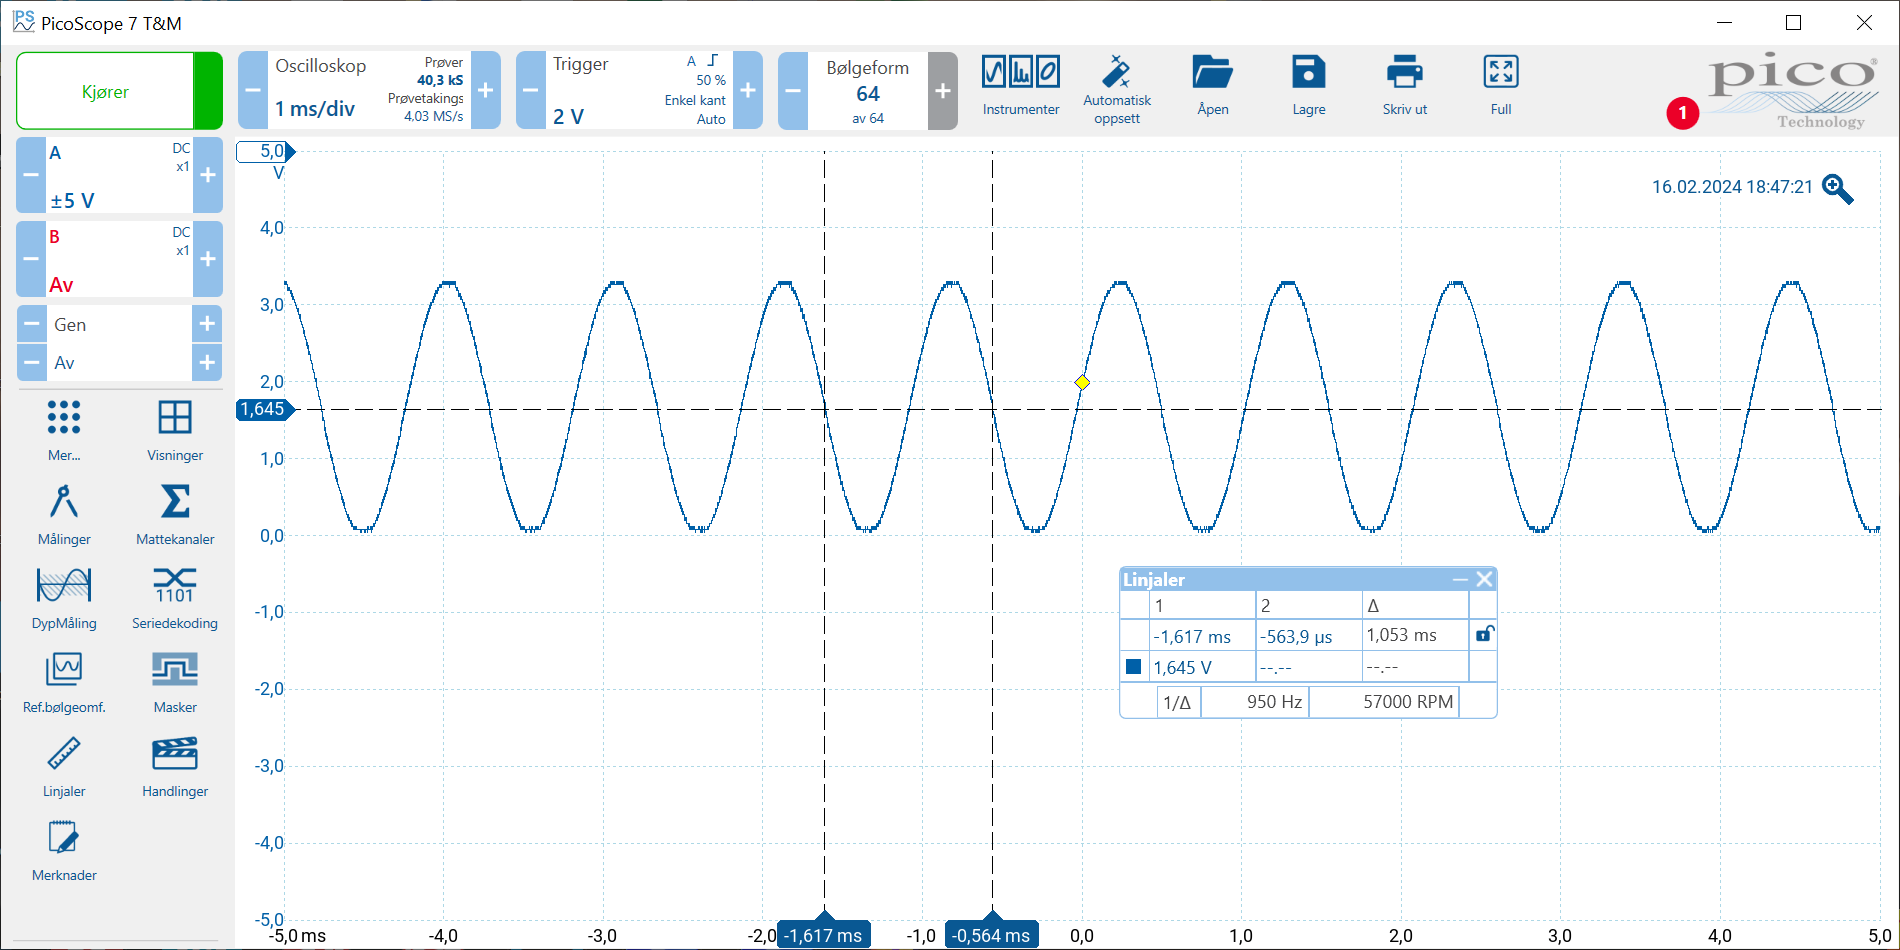 PS PicoScope 7 T&M
Kjører
Oscilloskop
1 ms/div
Prøver
40,3 kS
Prøvetakings
4.03 MS/s
Trigger
2 V
A
50 %
Enkel kant
Auto
Bølgeform
64
av 64
Instrumenter
Automatisk
oppsett
Åpen
Lagre
Skriv ut
Full
1
pico
Technology
A
DC
x1
±5 V
B
DC
x1
Av
Gen
Av
Mer...
Visninger
Målinger
Mattekanaler
DypMåling
1101
Seriedekoding
Ref.bølgeomf.
Masker
Linjaler
Handlinger
Merknader
5,0
V
16.02.2024 18:47:21
4,0
3,0
2,0
1,645
1,0
0,0
-1,0
-2,0
-3,0
-4,0
-5,0
Linjaler
1 2 Δ
-1,617 ms -563,9 µs 1,053 ms
1,645 V --.-- --.--
1/Δ 950 Hz 57000 RPM
-5,0 ms -4,0 -3,0 -2,0 -1,617 ms -1,0 -0,564 ms 0,0 1,0 2,0 3,0 4,0 5,0